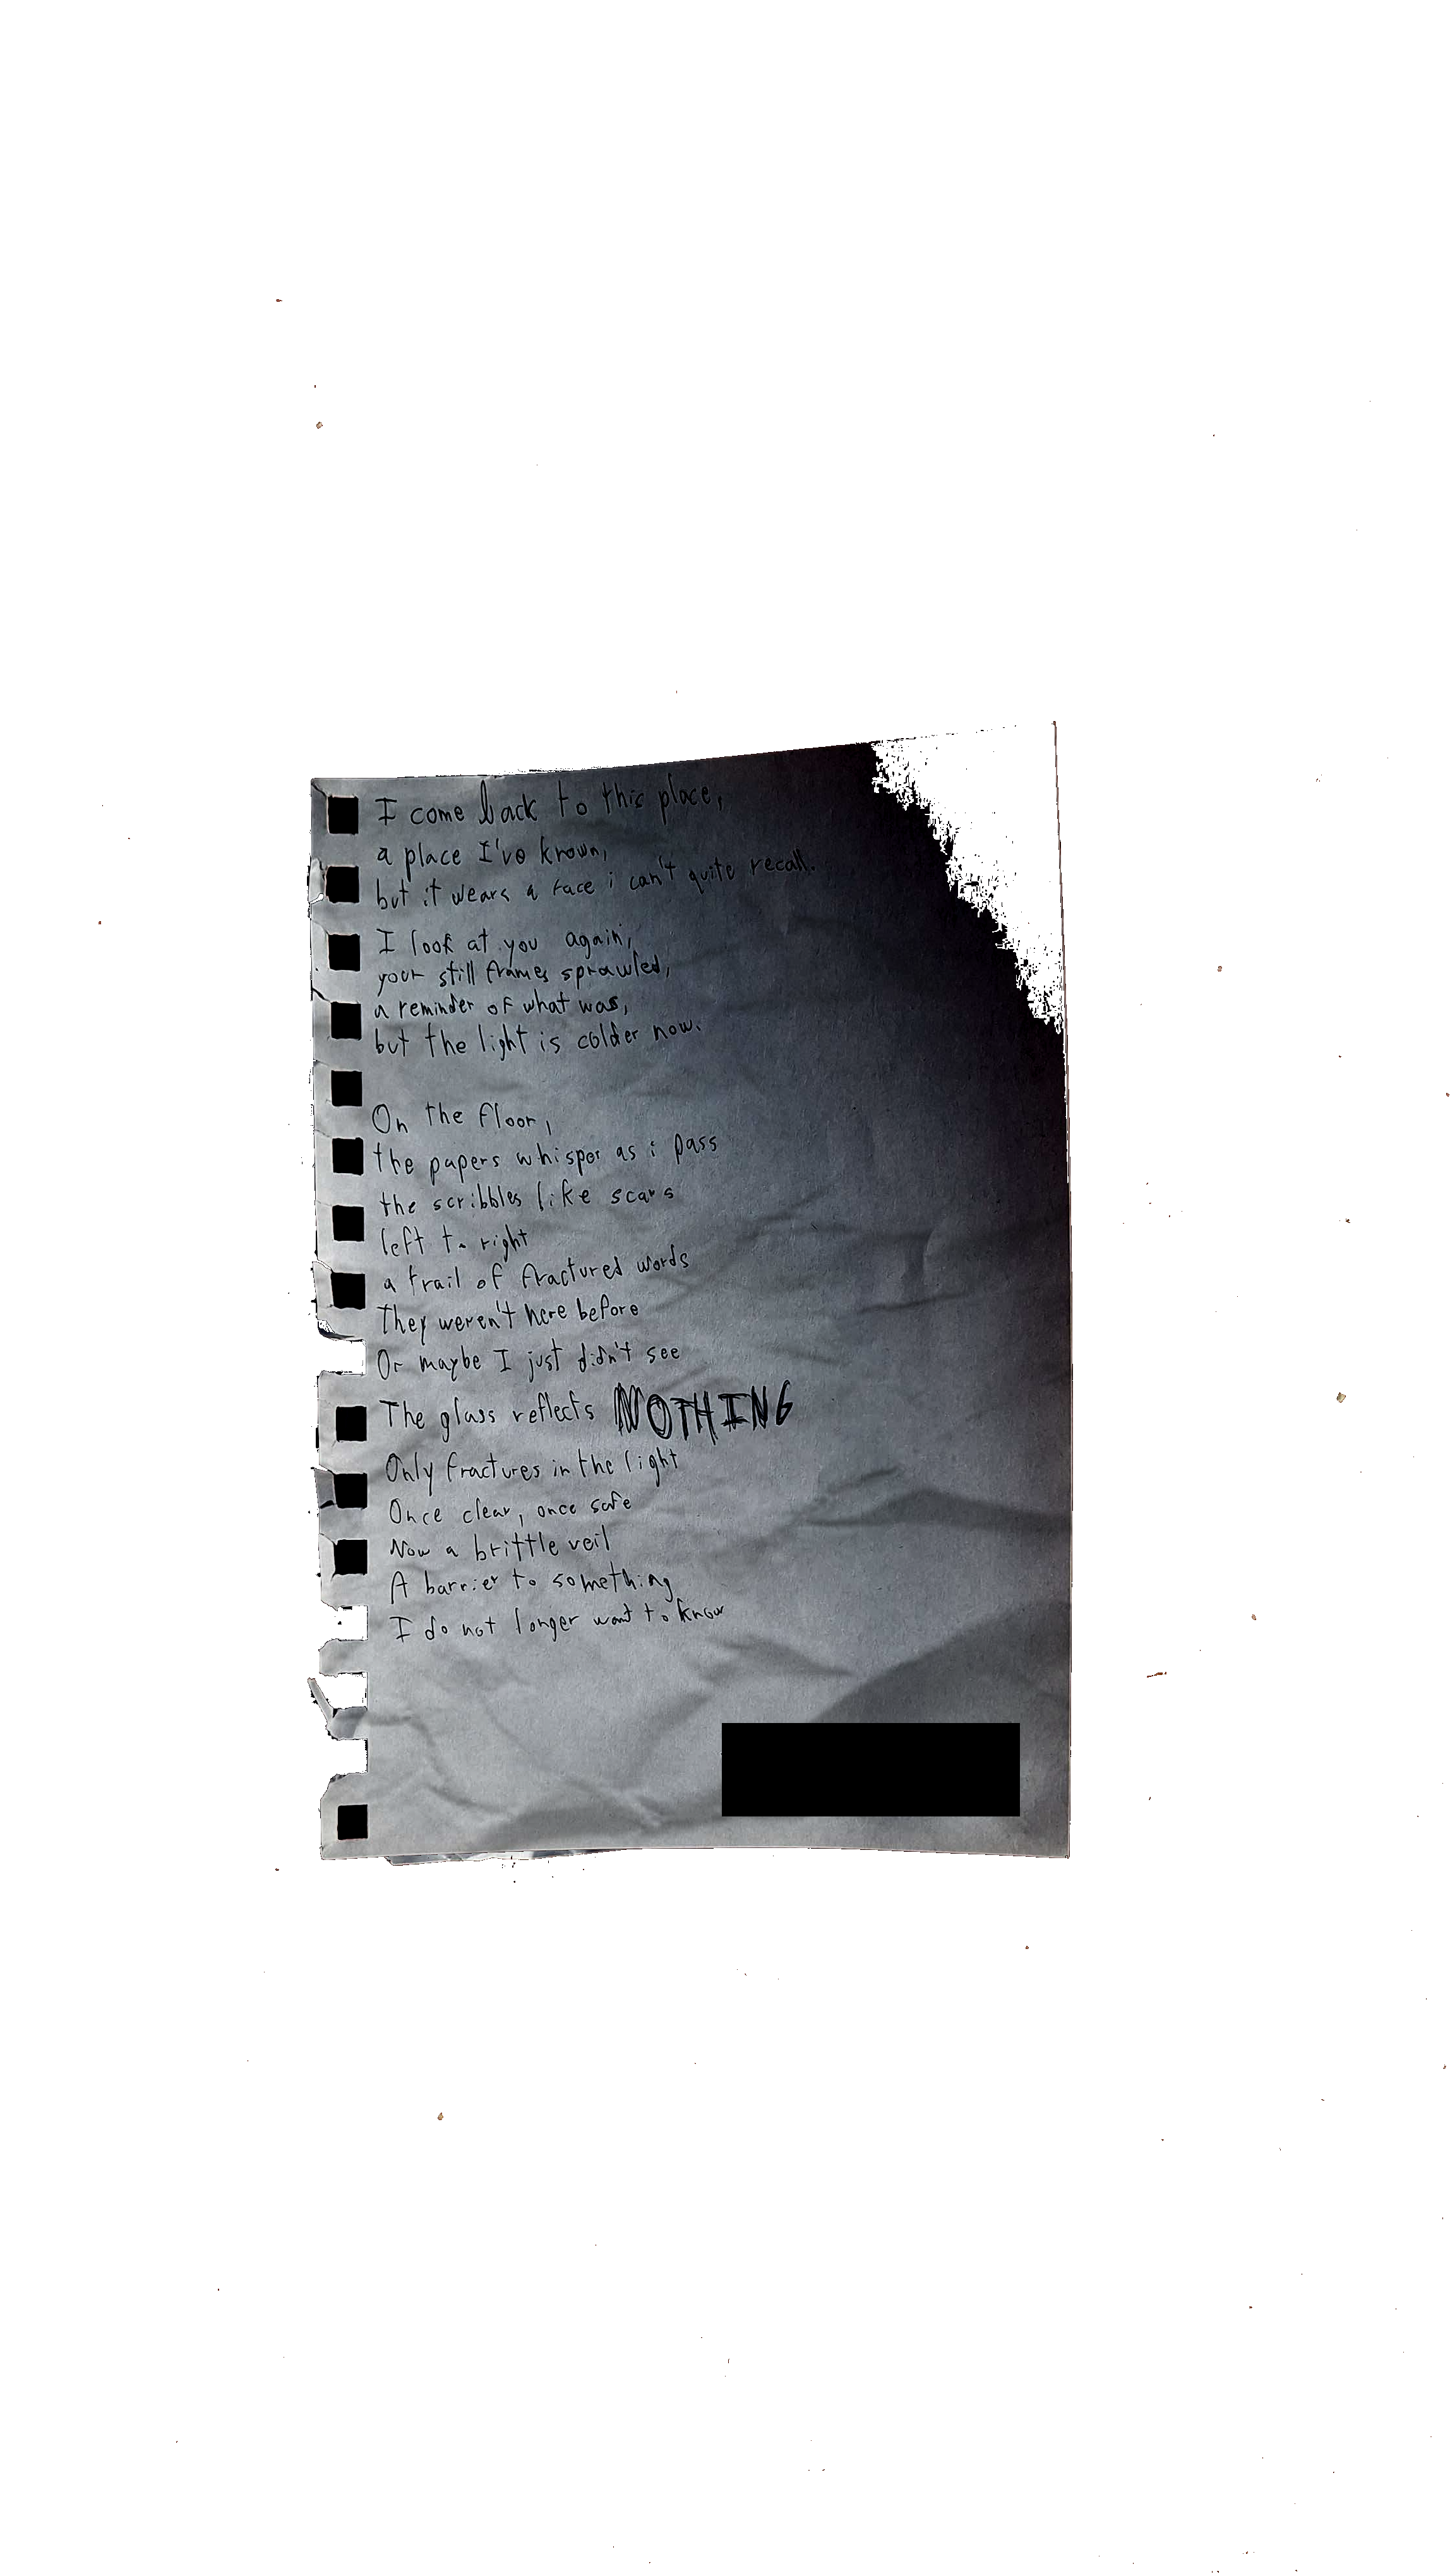 I come back to this place,
a place I've known,
but it wears a face i can't quite recall.
I look at you again,
your still frames sprawled,
a reminder of what was,
but the light is colder now.
On the floor,
the papers whisper as i pass
the scribbles like scars
left to right
a trail of fractured words
They weren't here before
Or maybe I just didn't see
The glass reflects NOTHING
Only fractures in the light
Once clear, once safe
Now a brittle veil
A barrier to something
I do not longer want to know